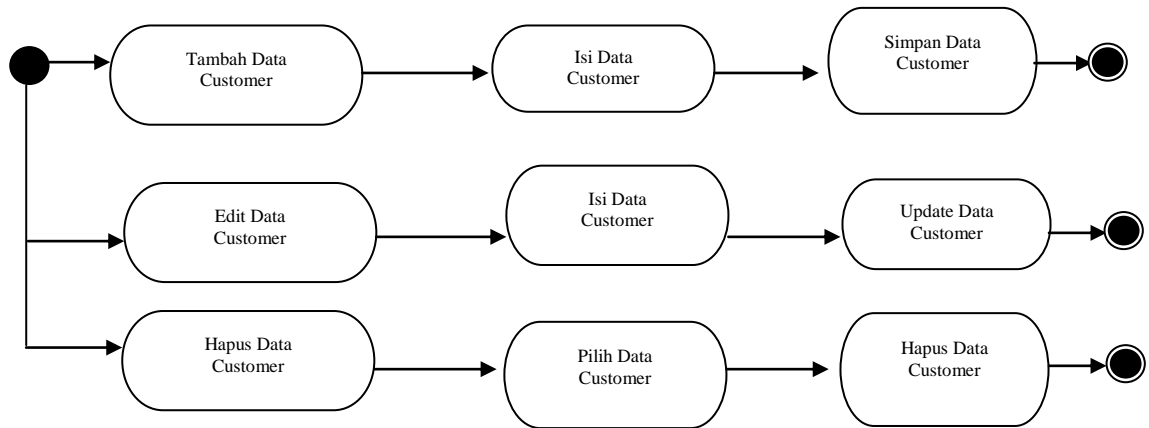 Tambah Data
Customer
Isi Data
Customer
Simpan Data
Customer
Edit Data
Customer
Isi Data
Customer
Update Data
Customer
Hapus Data
Customer
Pilih Data
Customer
Hapus Data
Customer